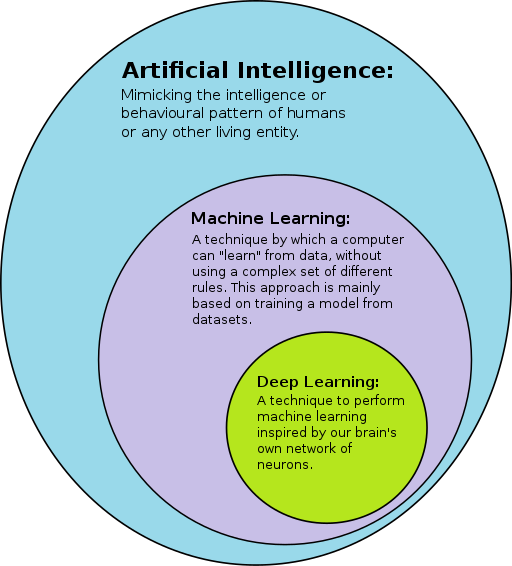 Artificial Intelligence:
Mimicking the intelligence or
behavioural pattern of humans
or any other living entity.
Machine Learning:
A technique by which a computer
can "learn" from data, without
using a complex set of different
rules. This approach is mainly
based on training a model from
datasets.
Deep Learning:
A technique to perform
machine learning
inspired by our brain's
own network of
neurons.